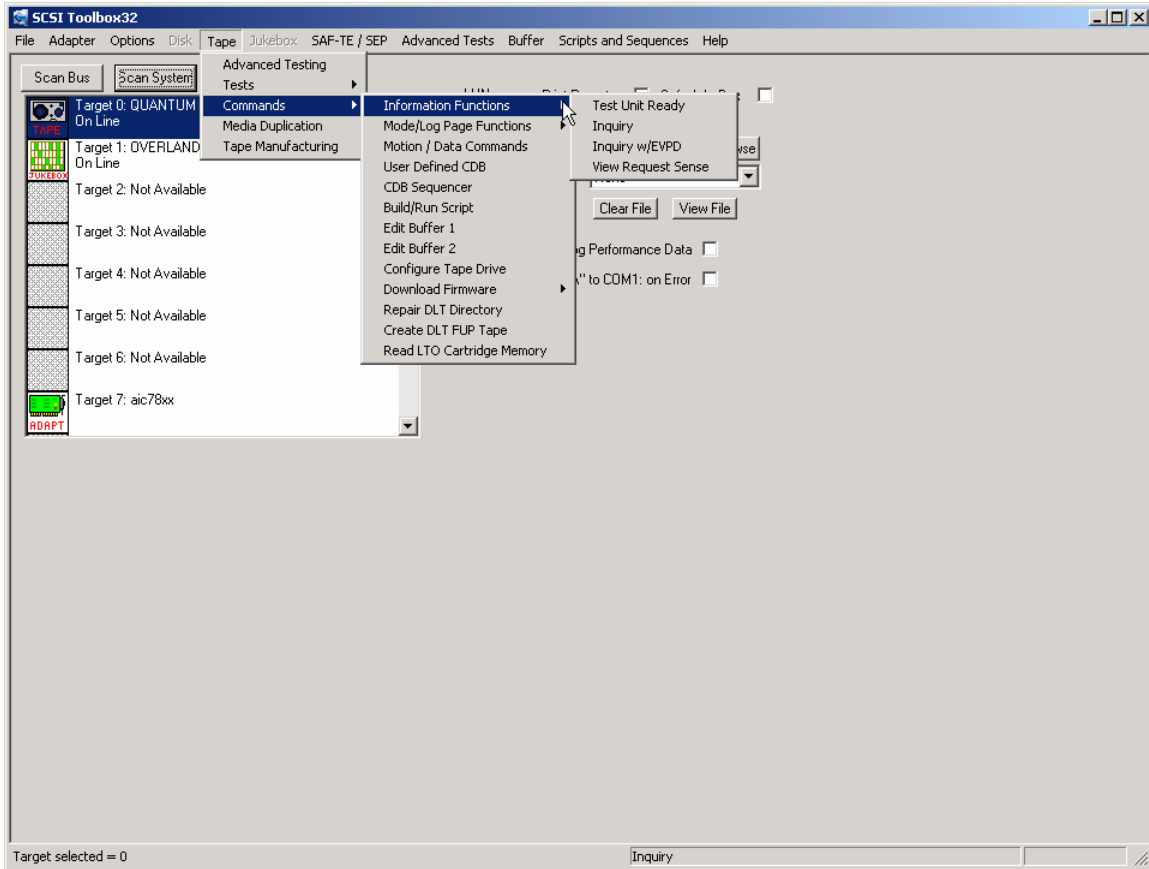 SCSI Toolbox32
File Adapter Options Disk Tape Jukebox SAF-TE / SEP Advanced Tests Buffer Scripts and Sequences Help
Scan Bus Scan System
Advanced Testing
Tests
Commands
Media Duplication
Tape Manufacturing
Information Functions
Mode/Log Page Functions
Motion / Data Commands
User Defined CDB
CDB Sequencer
Build/Run Script
Edit Buffer 1
Edit Buffer 2
Configure Tape Drive
Download Firmware
Repair DLT Directory
Create DLT FUP Tape
Read LTO Cartridge Memory
Test Unit Ready
Inquiry
Inquiry w/EVPD
View Request Sense
TAPE
Target 0: QUANTUM
On Line
JUKEBOX
Target 1: OVERLAND
On Line
Target 2: Not Available
Target 3: Not Available
Target 4: Not Available
Target 5: Not Available
Target 6: Not Available
Target 7: aic78xx
ADAPT
Clear File View File
Performance Data
to COM1: on Error
Target selected = 0
Inquiry